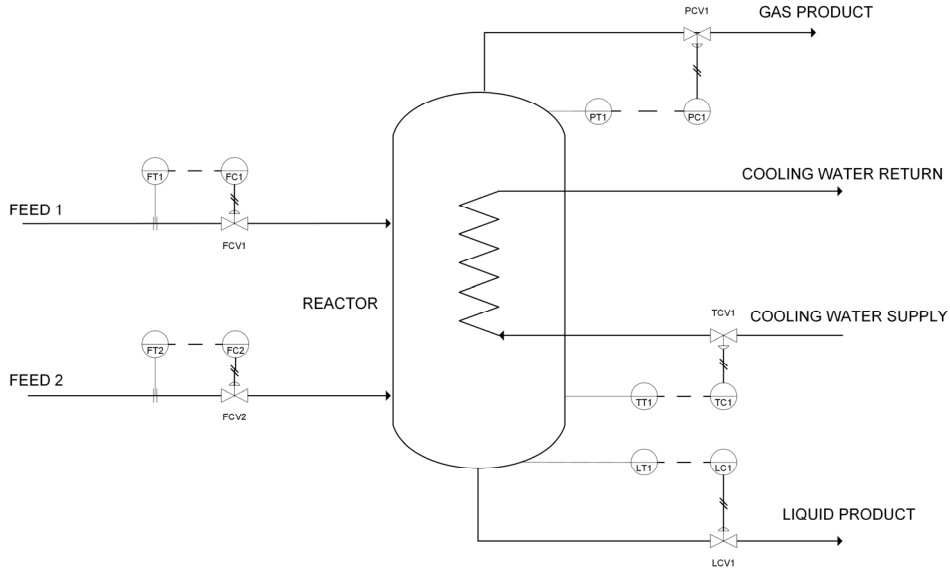 PCV1
GAS PRODUCT
PT1
PC1
FT1
FC1
COOLING WATER RETURN
FEED 1
FCV1
REACTOR
TCV1
COOLING WATER SUPPLY
FT2
FC2
FEED 2
FCV2
TT1
TC1
LT1
LC1
LIQUID PRODUCT
LCV1